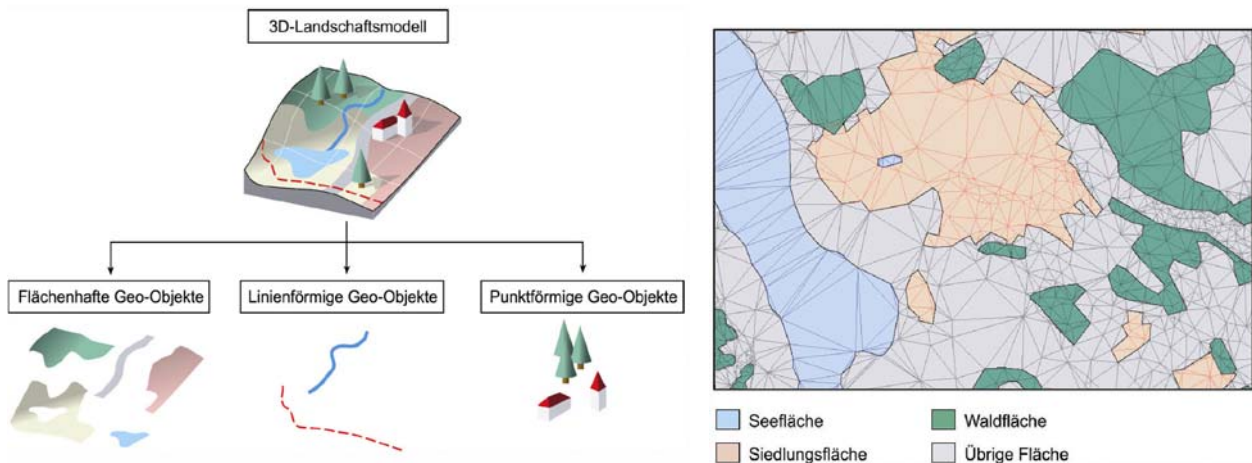 3D-Landschaftsmodell
Flächenhafte Geo-Objekte
Linienförmige Geo-Objekte
Punktförmige Geo-Objekte
Seefläche
Waldfläche
Siedlungsfläche
Übrige Fläche